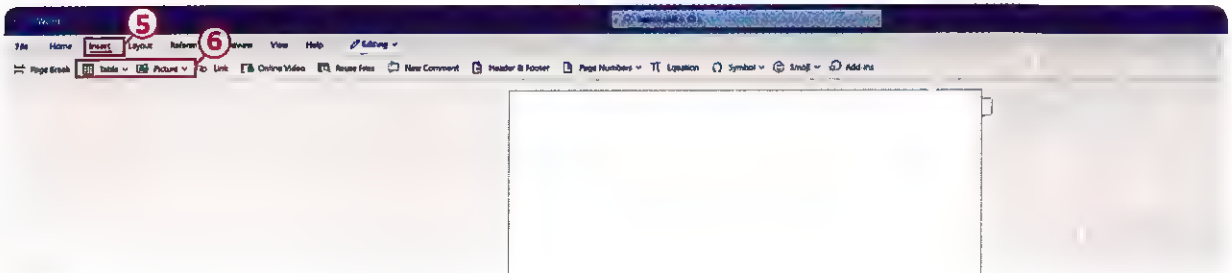 Word
5
File Home Insert Layout Review View Help Editing
6
Page Break Table Picture Link Online Video Reuse Files New Comment Header & Footer Page Numbers Equation Symbol Emoji Add-ins